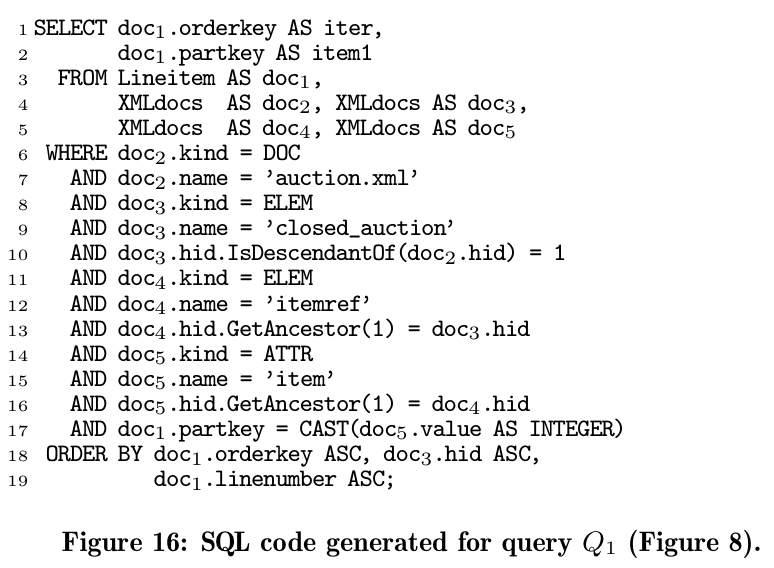 1 SELECT doc₁.orderkey AS iter,
2 doc₁.partkey AS item1
3 FROM Lineitem AS doc₁,
4 XMLdocs AS doc₂, XMLdocs AS doc₃,
5 XMLdocs AS doc₄, XMLdocs AS doc₅
6 WHERE doc₂.kind = DOC
7 AND doc₂.name = 'auction.xml'
8 AND doc₃.kind = ELEM
9 AND doc₃.name = 'closed_auction'
10 AND doc₃.hid.IsDescendantOf(doc₂.hid) = 1
11 AND doc₄.kind = ELEM
12 AND doc₄.name = 'itemref'
13 AND doc₄.hid.GetAncestor(1) = doc₃.hid
14 AND doc₅.kind = ATTR
15 AND doc₅.name = 'item'
16 AND doc₅.hid.GetAncestor(1) = doc₄.hid
17 AND doc₁.partkey = CAST(doc₅.value AS INTEGER)
18 ORDER BY doc₁.orderkey ASC, doc₃.hid ASC,
19 doc₁.linenumber ASC;
Figure 16: SQL code generated for query Q₁ (Figure 8).